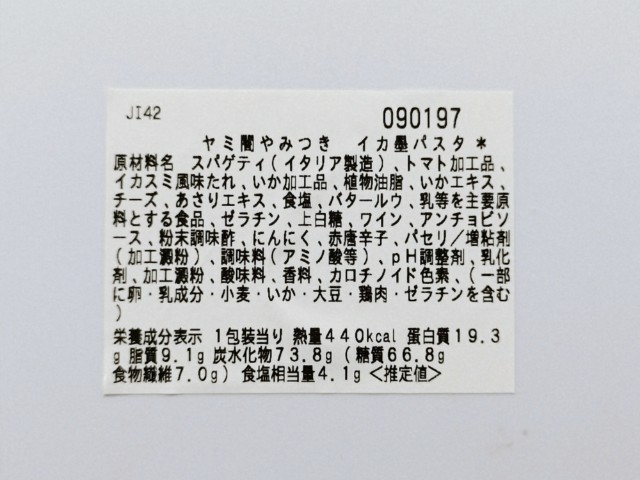 JI42
090197
ヤミ闇やみつき イカ墨パスタ*
原材料名 スパゲティ(イタリア製造)、トマト加工品、
イカスミ風味たれ、いか加工品、植物油脂、いかエキス、
チーズ、あさりエキス、食塩、バタールウ、乳等を主要原
料とする食品、ゼラチン、上白糖、ワイン、アンチョビソ
ース、粉末調味酢、にんにく、赤唐辛子、パセリ/増粘剤
(加工澱粉)、調味料(アミノ酸等)、pH調整剤、乳化
剤、加工澱粉、酸味料、香料、カロチノイド色素、(一部
に卵・乳成分・小麦・いか・大豆・鶏肉・ゼラチンを含む
)
栄養成分表示 1包装当り 熱量440kcal 蛋白質19.3
g 脂質9.1g 炭水化物73.8g(糖質66.8g
食物繊維7.0g) 食塩相当量4.1g<推定値>